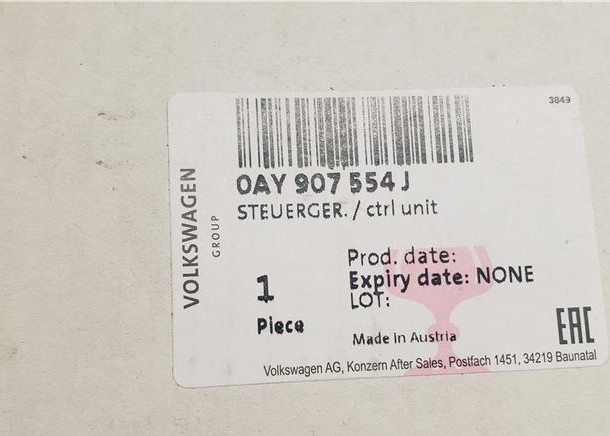 3849
0AY 907 554 J
STEUERGER. / ctrl unit
VOLKSWAGEN
GROUP
Prod. date:
Expiry date: NONE
LOT:
1
Piece
Made in Austria
EAC
Volkswagen AG, Konzern After Sales, Postfach 1451, 34219 Baunatal